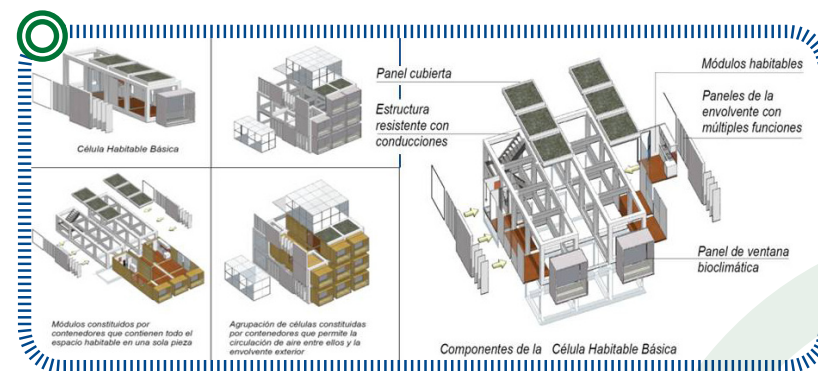 Célula Habitable Básica
Módulos constituidos por
contenedores que contienen todo el
espacio habitable en una sola pieza
Agrupación de células constituidas
por contenedores que permite la
circulación de aire entre ellos y la
envolvente exterior
Panel cubierta
Estructura
resistente con
conducciones
Módulos habitables
Paneles de la
envolvente con
múltiples funciones
Panel de ventana
bioclimática
Componentes de la Célula Habitable Básica